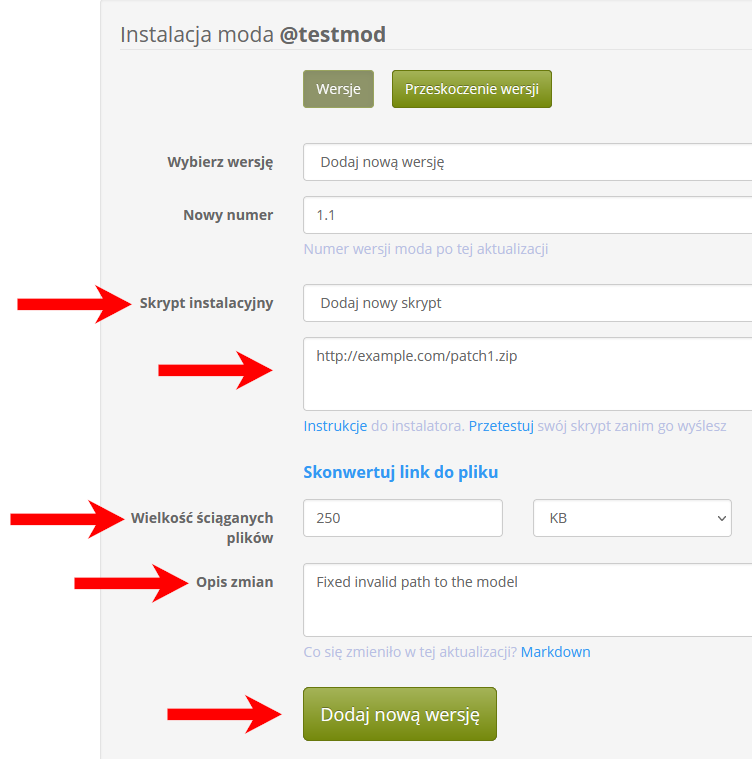 Instalacja moda @testmod
Wersje Przeskoczenie wersji
Wybierz wersję Dodaj nową wersję
Nowy numer 1.1
Numer wersji moda po tej aktualizacji
Skrypt instalacyjny Dodaj nowy skrypt
http://example.com/patch1.zip
Instrukcje do instalatora. Przetestuj swój skrypt zanim go wyślesz
Skonwertuj link do pliku
Wielkość ściąganych plików 250 KB
Opis zmian Fixed invalid path to the model
Co się zmieniło w tej aktualizacji? Markdown
Dodaj nową wersję